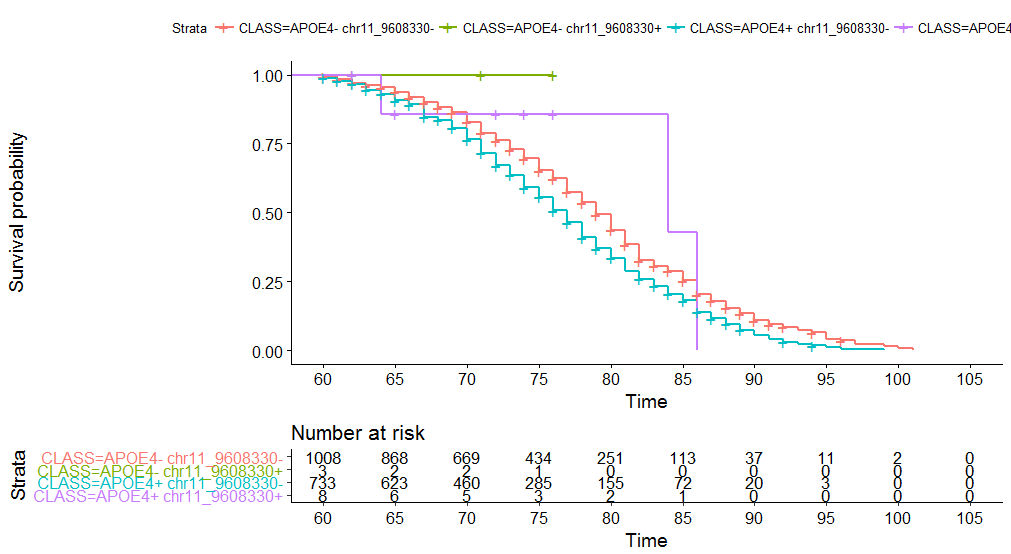 Strata CLASS=APOE4- chr11_9608330- CLASS=APOE4- chr11_9608330+ CLASS=APOE4+ chr11_9608330- CLASS=APOE4
Survival probability
1.00
0.75
0.50
0.25
0.00
60 65 70 75 80 85 90 95 100 105
Time
Number at risk
Strata
CLASS=APOE4- chr11_9608330- 1008 868 669 434 251 113 37 11 2 0
CLASS=APOE4- chr11_9608330+ 3 2 2 1 0 0 0 0 0 0
CLASS=APOE4+ chr11_9608330- 733 623 460 285 155 72 20 3 0 0
CLASS=APOE4+ chr11_9608330+ 8 6 5 3 2 1 0 0 0 0
60 65 70 75 80 85 90 95 100 105
Time